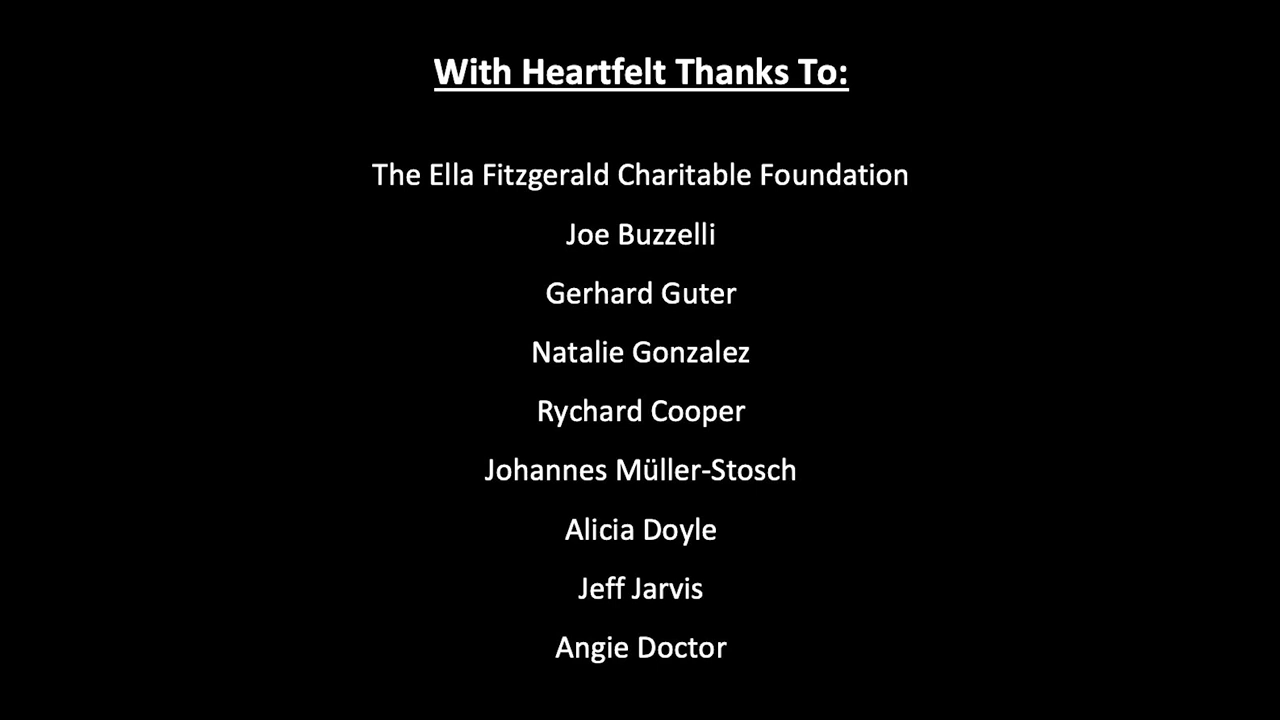 With Heartfelt Thanks To:
The Ella Fitzgerald Charitable Foundation
Joe Buzzelli
Gerhard Guter
Natalie Gonzalez
Rychard Cooper
Johannes Müller-Stosch
Alicia Doyle
Jeff Jarvis
Angie Doctor